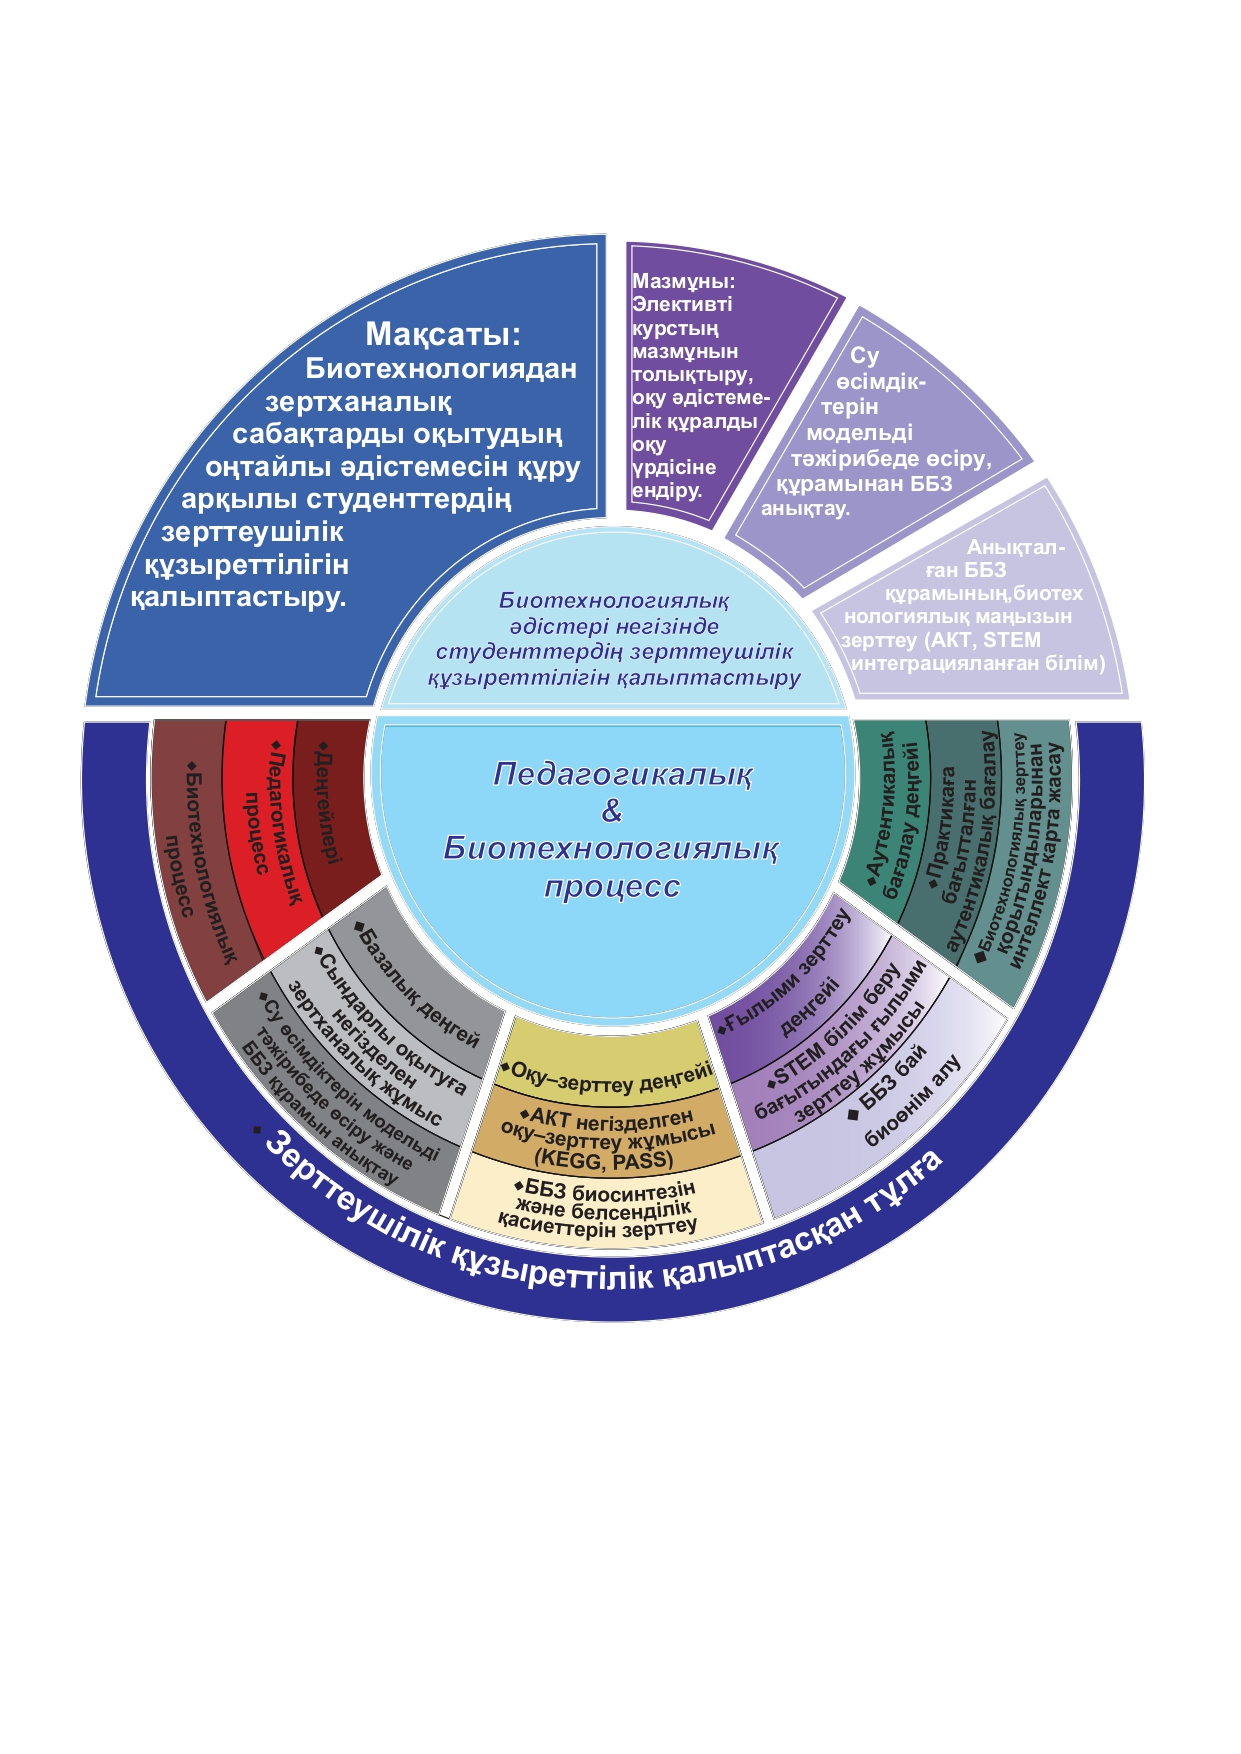 Мақсаты:
Биотехнологиядан
зертханалық
сабақтарды оқытудың
оңтайлы әдістемесін құру
арқылы студенттердің
зерттеушілік
құзыреттілігін
қалыптастыру.
Мазмұны:
Элективті
курстың
мазмұнын
толықтыру,
оқу әдістеме-
лік құралды
оқу
үрдісіне
ендіру.
Су
өсімдік-
терін
модельді
тәжірибеде өсіру,
құрамынан ББЗ
анықтау.
Анықтал-
ған ББЗ
құрамының,биотех
нологиялық маңызын
зерттеу (АКТ, STEM
интеграцияланған білім)
Биотехнологиялық
әдістері негізінде
студенттердің зерттеушілік
құзыреттілігін қалыптастыру
Педагогикалық
&
Биотехнологиялық
процесс
◆Деңгейлері
◆Педагогикалық
процесс
◆Биотехнологиялық
процесс
◆Базалық деңгей
◆Сындарлы оқытуға
негізделен
зертханалық жұмыс
◆Су өсімдіктерін модельді
тәжірибеде өсіру және
ББЗ құрамын анықтау
◆Оқу–зерттеу деңгейі
◆АКТ негізделген
оқу–зерттеу жұмысы
(KEGG, PASS)
◆ББЗ биосинтезін
және белсенділік
қасиеттерін зерттеу
◆Ғылыми зерттеу
деңгейі
◆STEM білім беру
бағытындағы ғылыми
зерттеу жұмысы
◆ББЗ бай
биоөнім алу
◆Аутентикалық
бағалау деңгейі
◆Практикаға
бағытталған
аутентикалық бағалау
◆Биотехнологиялық зерттеу
қорытындыларынан
интеллект карта жасау
▪ Зерттеушілік құзыреттілік қалыптасқан тұлға